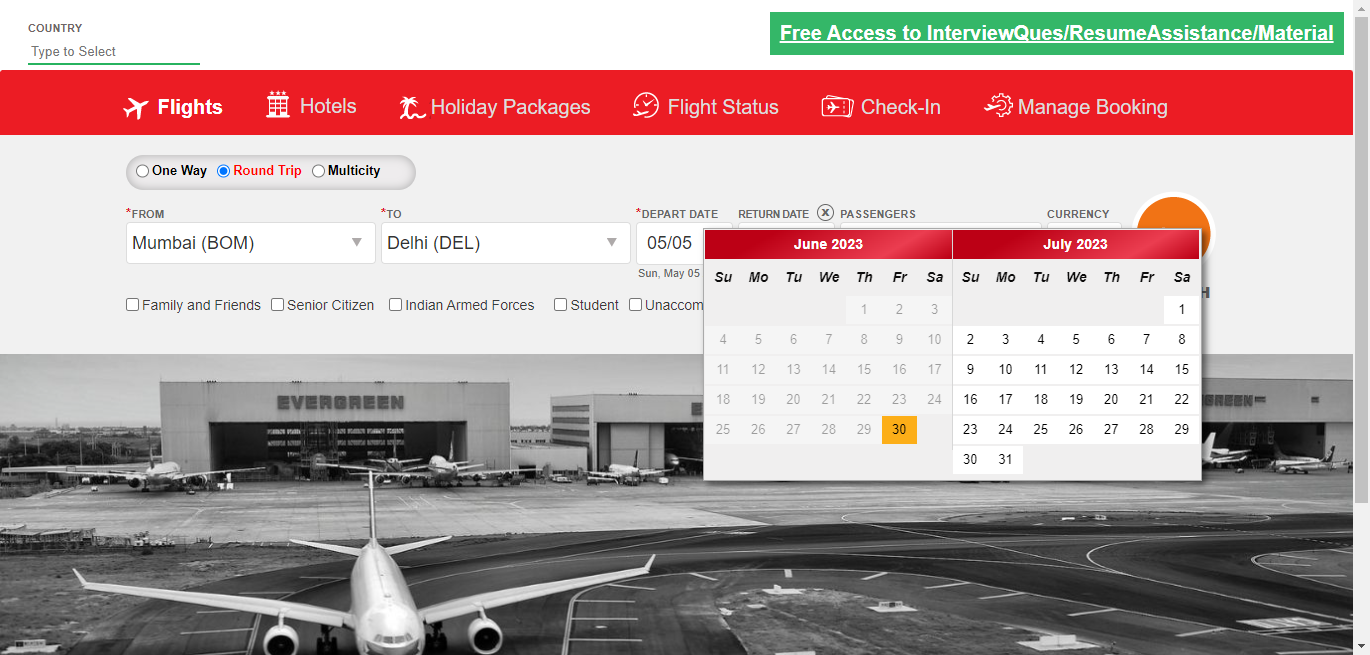 COUNTRY
Type to Select
Free Access to InterviewQues/ResumeAssistance/Material
Flights Hotels Holiday Packages Flight Status Check-In Manage Booking
One Way Round Trip Multicity
*FROM *TO *DEPART DATE RETURN DATE X PASSENGERS CURRENCY
Mumbai (BOM) Delhi (DEL) 05/05
Sun, May 05
Family and Friends Senior Citizen Indian Armed Forces Student Unaccom
June 2023 July 2023
Su Mo Tu We Th Fr Sa Su Mo Tu We Th Fr Sa
1 2 3 1
4 5 6 7 8 9 10 2 3 4 5 6 7 8
11 12 13 14 15 16 17 9 10 11 12 13 14 15
18 19 20 21 22 23 24 16 17 18 19 20 21 22
25 26 27 28 29 30 23 24 25 26 27 28 29
30 31
H
EVERGREEN